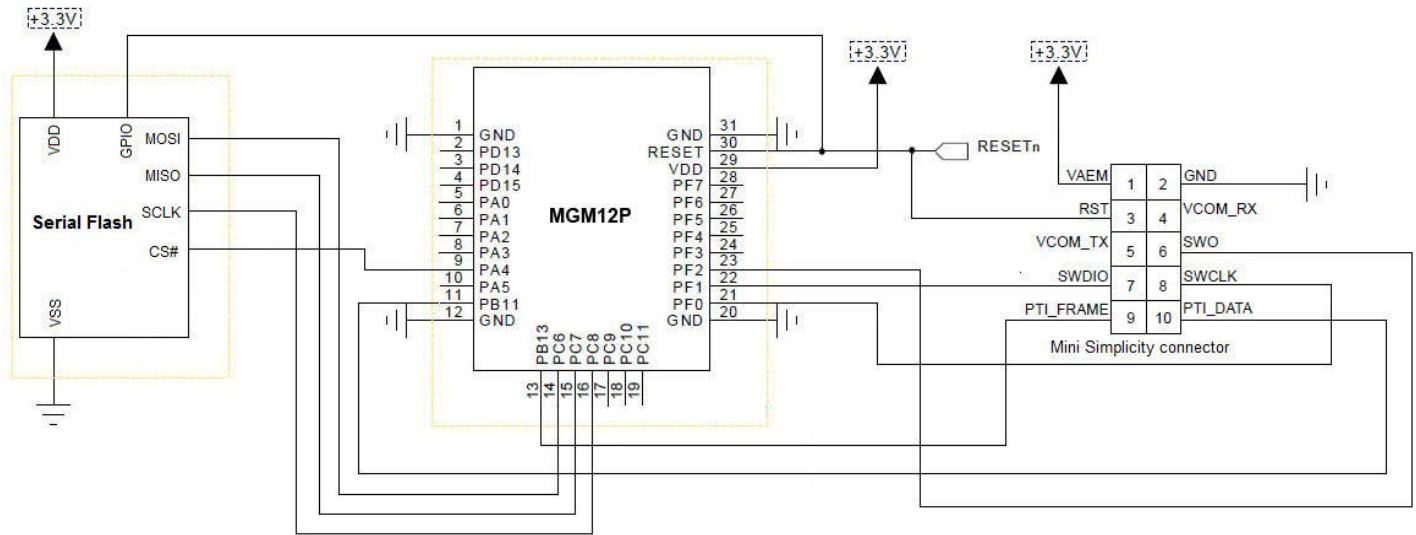 +3.3V
+3.3V
+3.3V
VDD
GPIO
MOSI
MISO
SCLK
CS#
Serial Flash
VSS
MGM12P
1 GND
2 PD13
3 PD14
4 PD15
5 PA0
6 PA1
7 PA2
8 PA3
9 PA4
10 PA5
11 PB11
12 GND
PB13 13
PC6 14
PC7 15
PC8 16
PC9 17
PC10 18
PC11 19
GND 31
RESET 30
VDD 29
PF7 28
PF6 27
PF5 26
PF4 25
PF3 24
PF2 23
PF1 22
PF0 21
GND 20
RESETn
VAEM 1 2 GND
RST 3 4 VCOM_RX
VCOM_TX 5 6 SWO
SWDIO 7 8 SWCLK
PTI_FRAME 9 10 PTI_DATA
Mini Simplicity connector